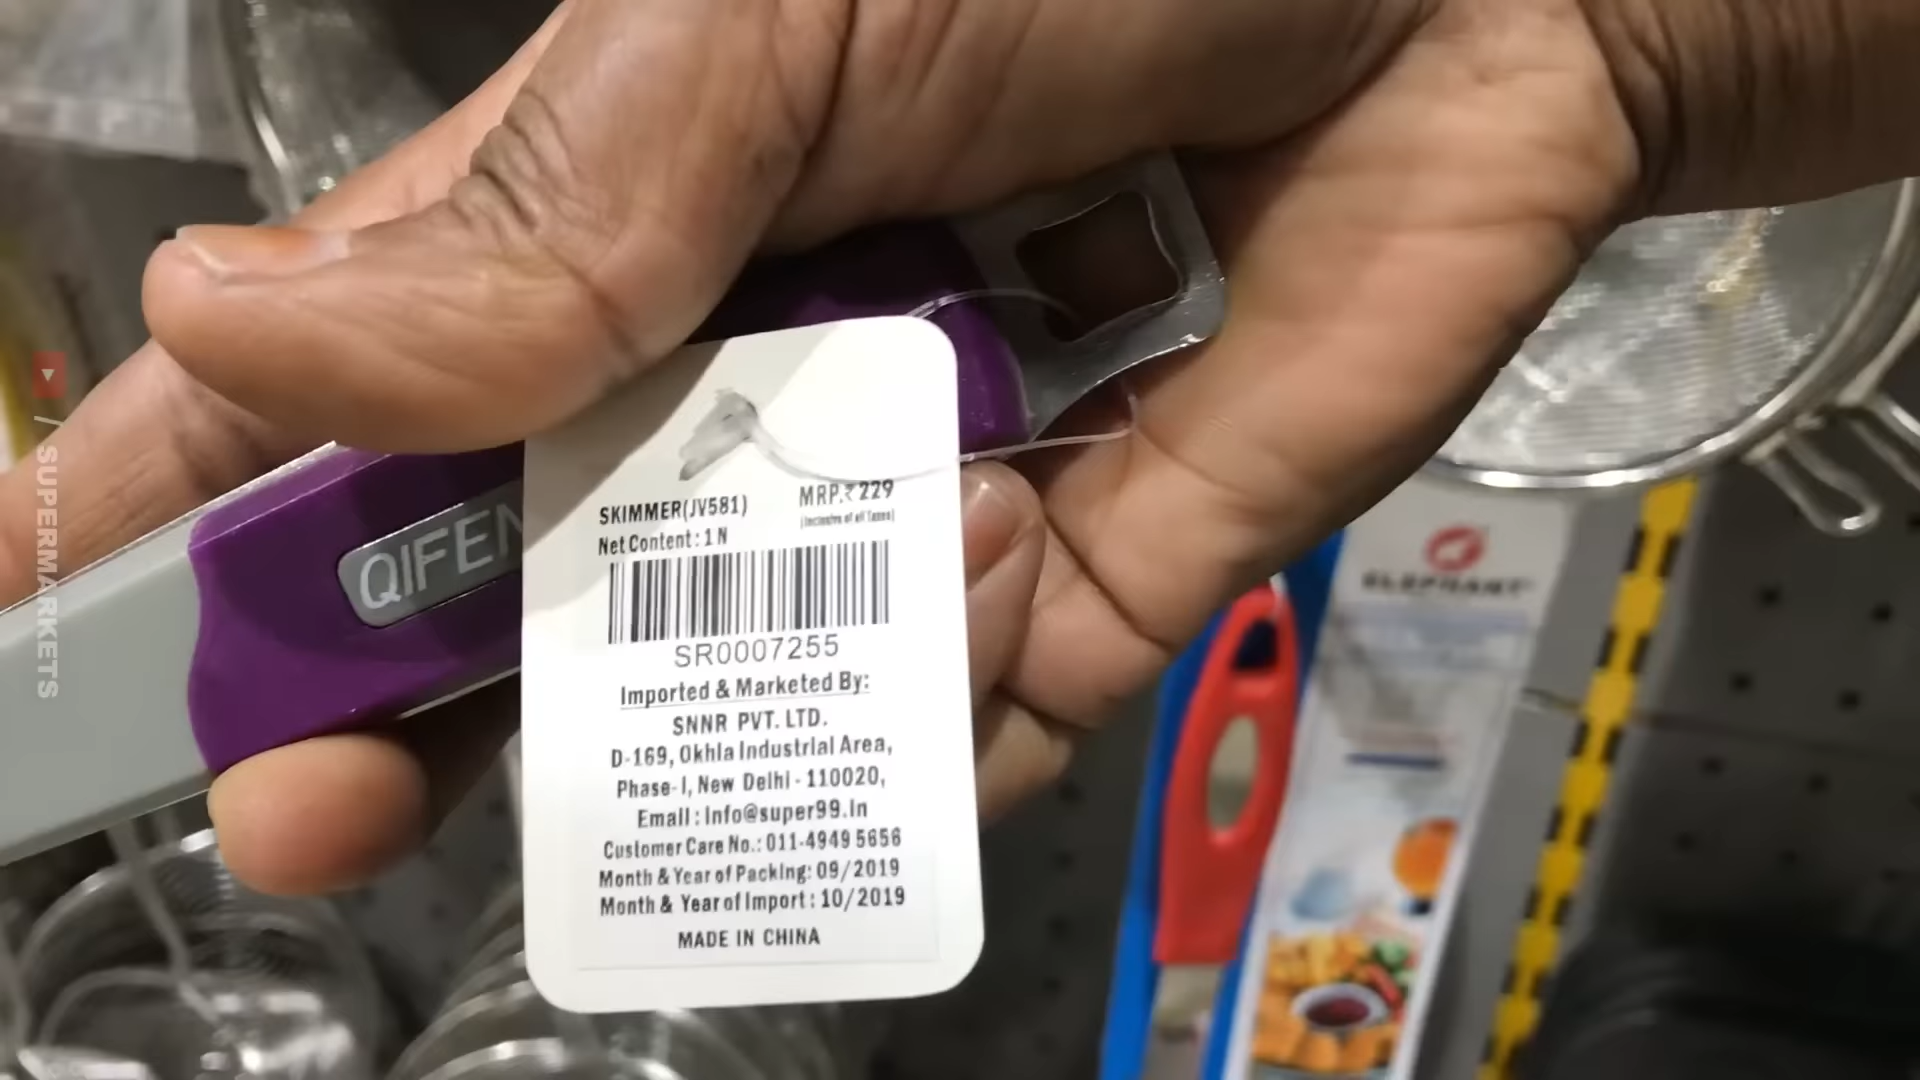 / SUPERMARKETS
QIFEN
SKIMMER(JV581)
MRP.₹229
(Inclusive of all Taxes)
Net Content: 1 N
SR0007255
Imported & Marketed By:
SNNR PVT. LTD.
D-169, Okhla Industrial Area,
Phase-I, New Delhi - 110020,
Email : Info@super99.In
Customer Care No.: 011-4949 5656
Month & Year of Packing: 09/2019
Month & Year of Import : 10/2019
MADE IN CHINA
ELEPHANT